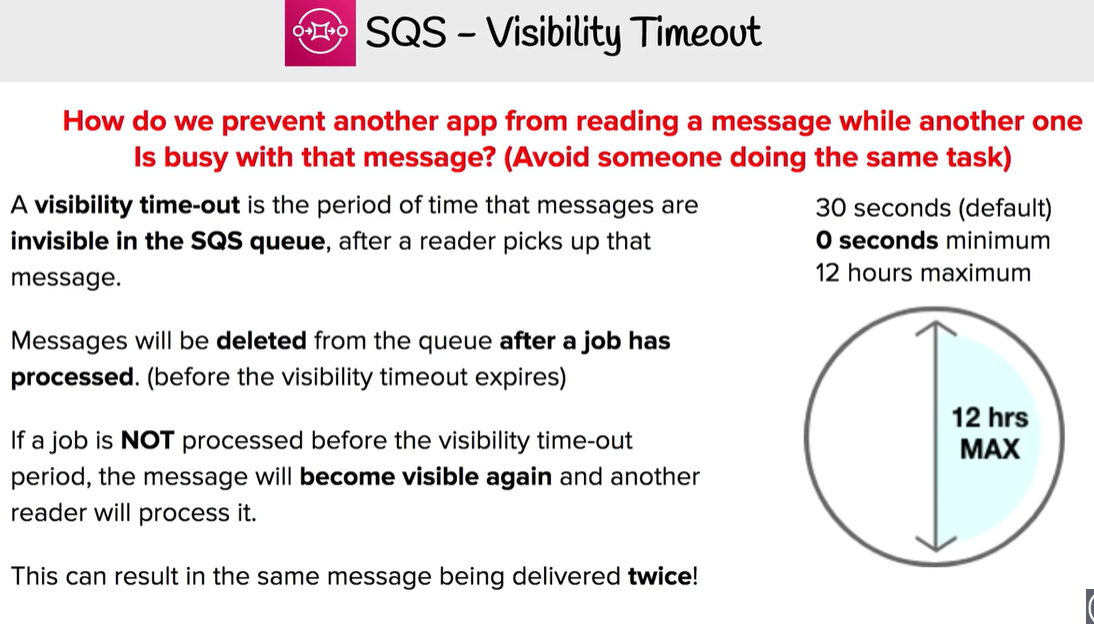 SQS – Visibility Timeout
How do we prevent another app from reading a message while another one
Is busy with that message? (Avoid someone doing the same task)
A visibility time-out is the period of time that messages are
invisible in the SQS queue, after a reader picks up that
message.
Messages will be deleted from the queue after a job has
processed. (before the visibility timeout expires)
If a job is NOT processed before the visibility time-out
period, the message will become visible again and another
reader will process it.
This can result in the same message being delivered twice!
30 seconds (default)
0 seconds minimum
12 hours maximum
12 hrs
MAX